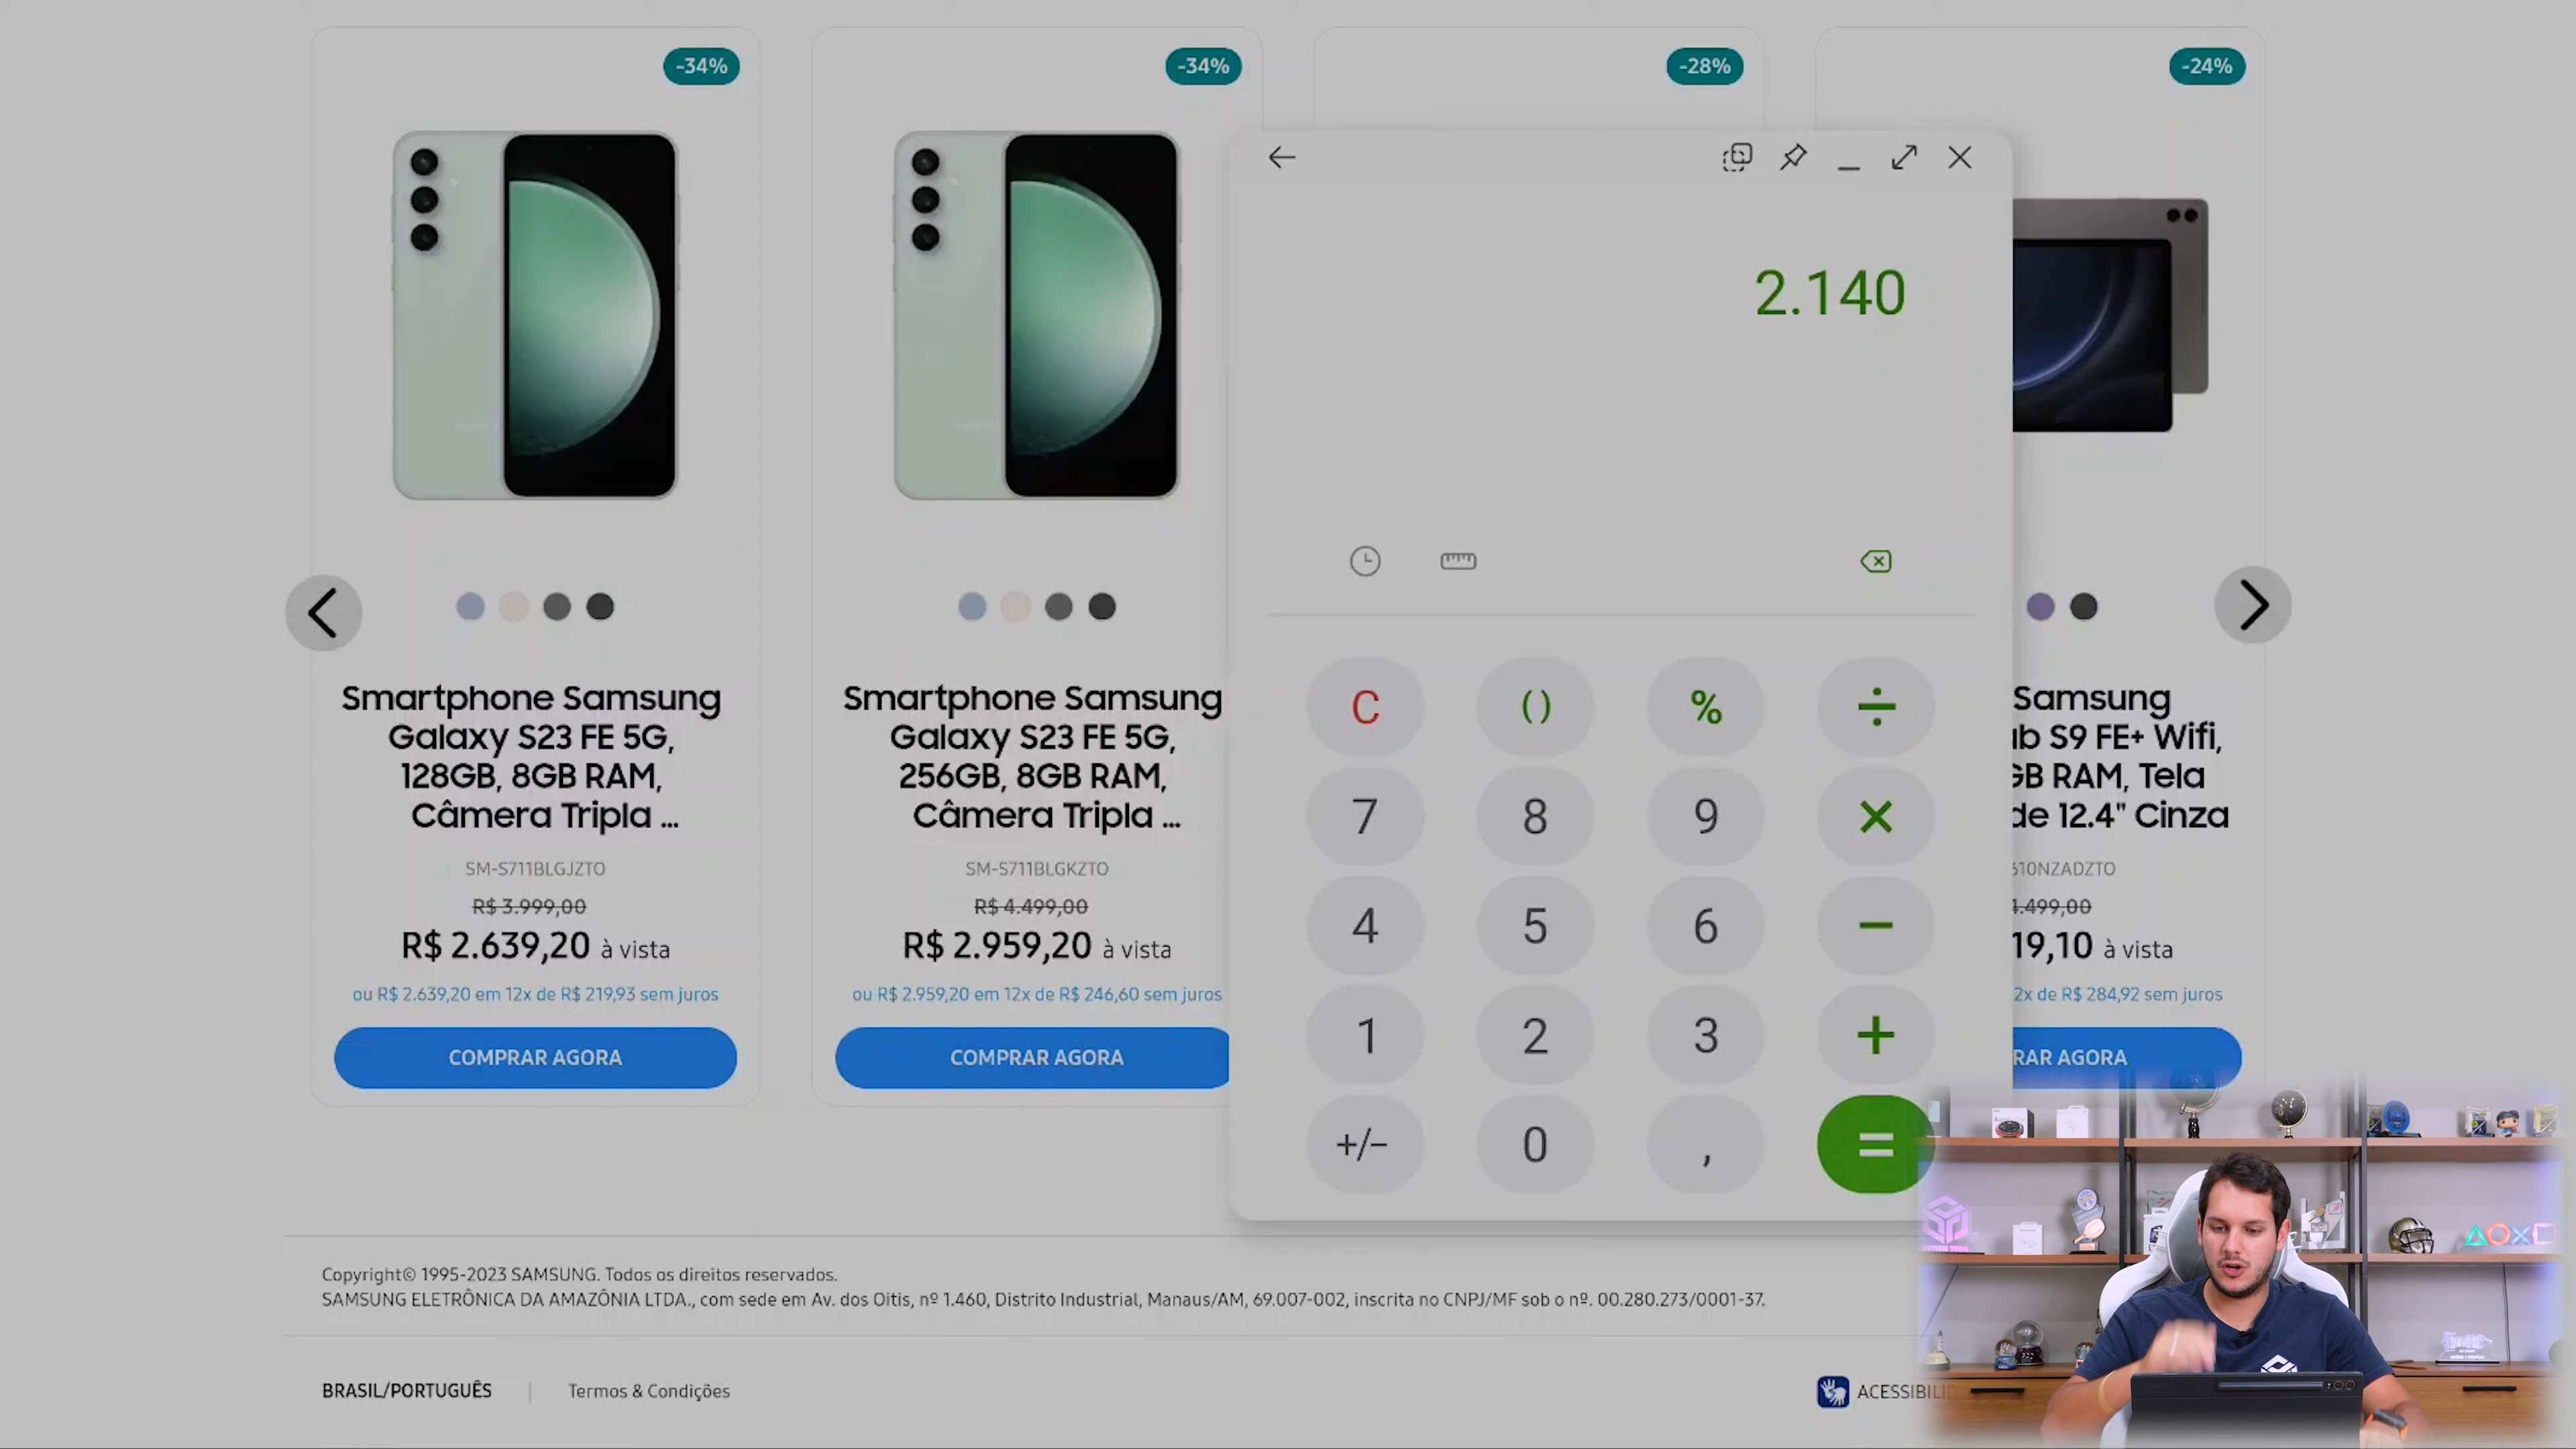 -34%
-34%
-28%
-24%
2.140
Smartphone Samsung
Galaxy S23 FE 5G,
128GB, 8GB RAM,
Câmera Tripla ...
SM-S711BLGJZTO
R$ 3.999,00
R$ 2.639,20 à vista
ou R$ 2.639,20 em 12x de R$ 219,93 sem juros
COMPRAR AGORA
Smartphone Samsung
Galaxy S23 FE 5G,
256GB, 8GB RAM,
Câmera Tripla ...
SM-S711BLGKZTO
R$ 4.499,00
R$ 2.959,20 à vista
ou R$ 2.959,20 em 12x de R$ 246,60 sem juros
COMPRAR AGORA
C () % ÷
7 8 9 ×
4 5 6 −
1 2 3 +
+/− 0 , =
Samsung
S9 FE+ Wifi,
RAM, Tela
de 12.4" Cinza
610NZADZTO
.499,00
19,10 à vista
2x de R$ 284,92 sem juros
AGORA
Copyright© 1995-2023 SAMSUNG. Todos os direitos reservados.
SAMSUNG ELETRÔNICA DA AMAZÔNIA LTDA., com sede em Av. dos Oitis, nº 1.460, Distrito Industrial, Manaus/AM, 69.007-002, inscrita no CNPJ/MF sob o nº. 00.280.273/0001-37.
BRASIL/PORTUGUÊS | Termos & Condições